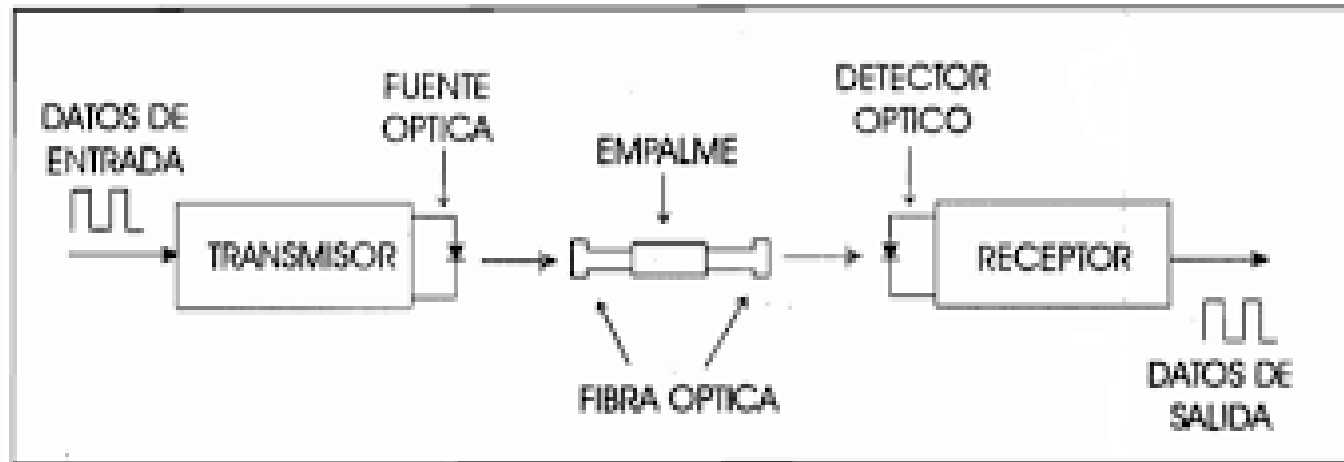 DATOS DE
ENTRADA
FUENTE
OPTICA
EMPALME
DETECTOR
OPTICO
TRANSMISOR
RECEPTOR
FIBRA OPTICA
DATOS DE
SALIDA